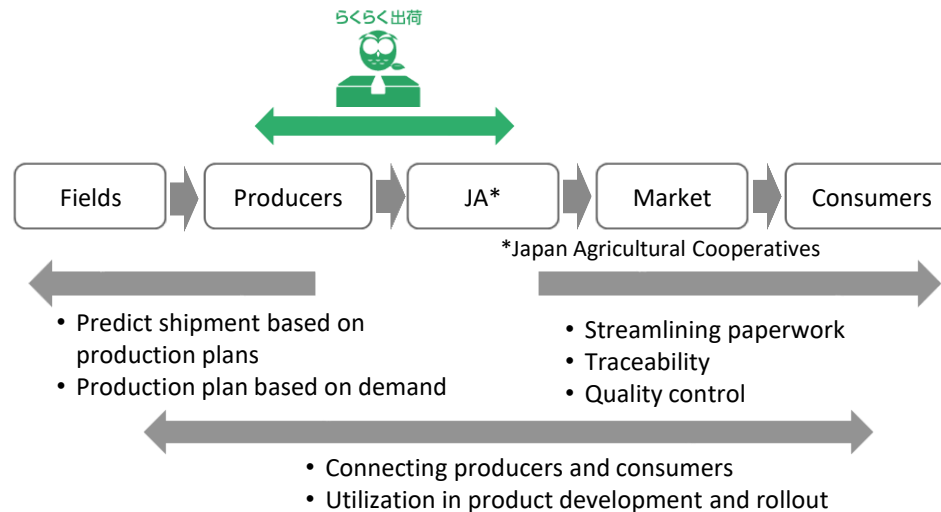 らくらく出荷
Fields
Producers
JA*
Market
Consumers
*Japan Agricultural Cooperatives
• Predict shipment based on
production plans
• Production plan based on demand
• Streamlining paperwork
• Traceability
• Quality control
• Connecting producers and consumers
• Utilization in product development and rollout